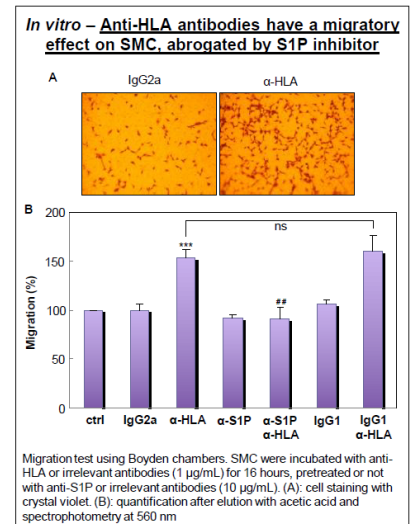 In vitro – Anti-HLA antibodies have a migratory
effect on SMC, abrogated by S1P inhibitor
A
IgG2a
α-HLA
B
200
150
100
50
0
Migration (%)
***
##
ns
ctrl
IgG2a
α-HLA
α-S1P
α-S1P
α-HLA
IgG1
IgG1
α-HLA
Migration test using Boyden chambers. SMC were incubated with anti-
HLA or irrelevant antibodies (1 µg/mL) for 16 hours, pretreated or not
with anti-S1P or irrelevant antibodies (10 µg/mL). (A): cell staining with
crystal violet. (B): quantification after elution with acetic acid and
spectrophotometry at 560 nm